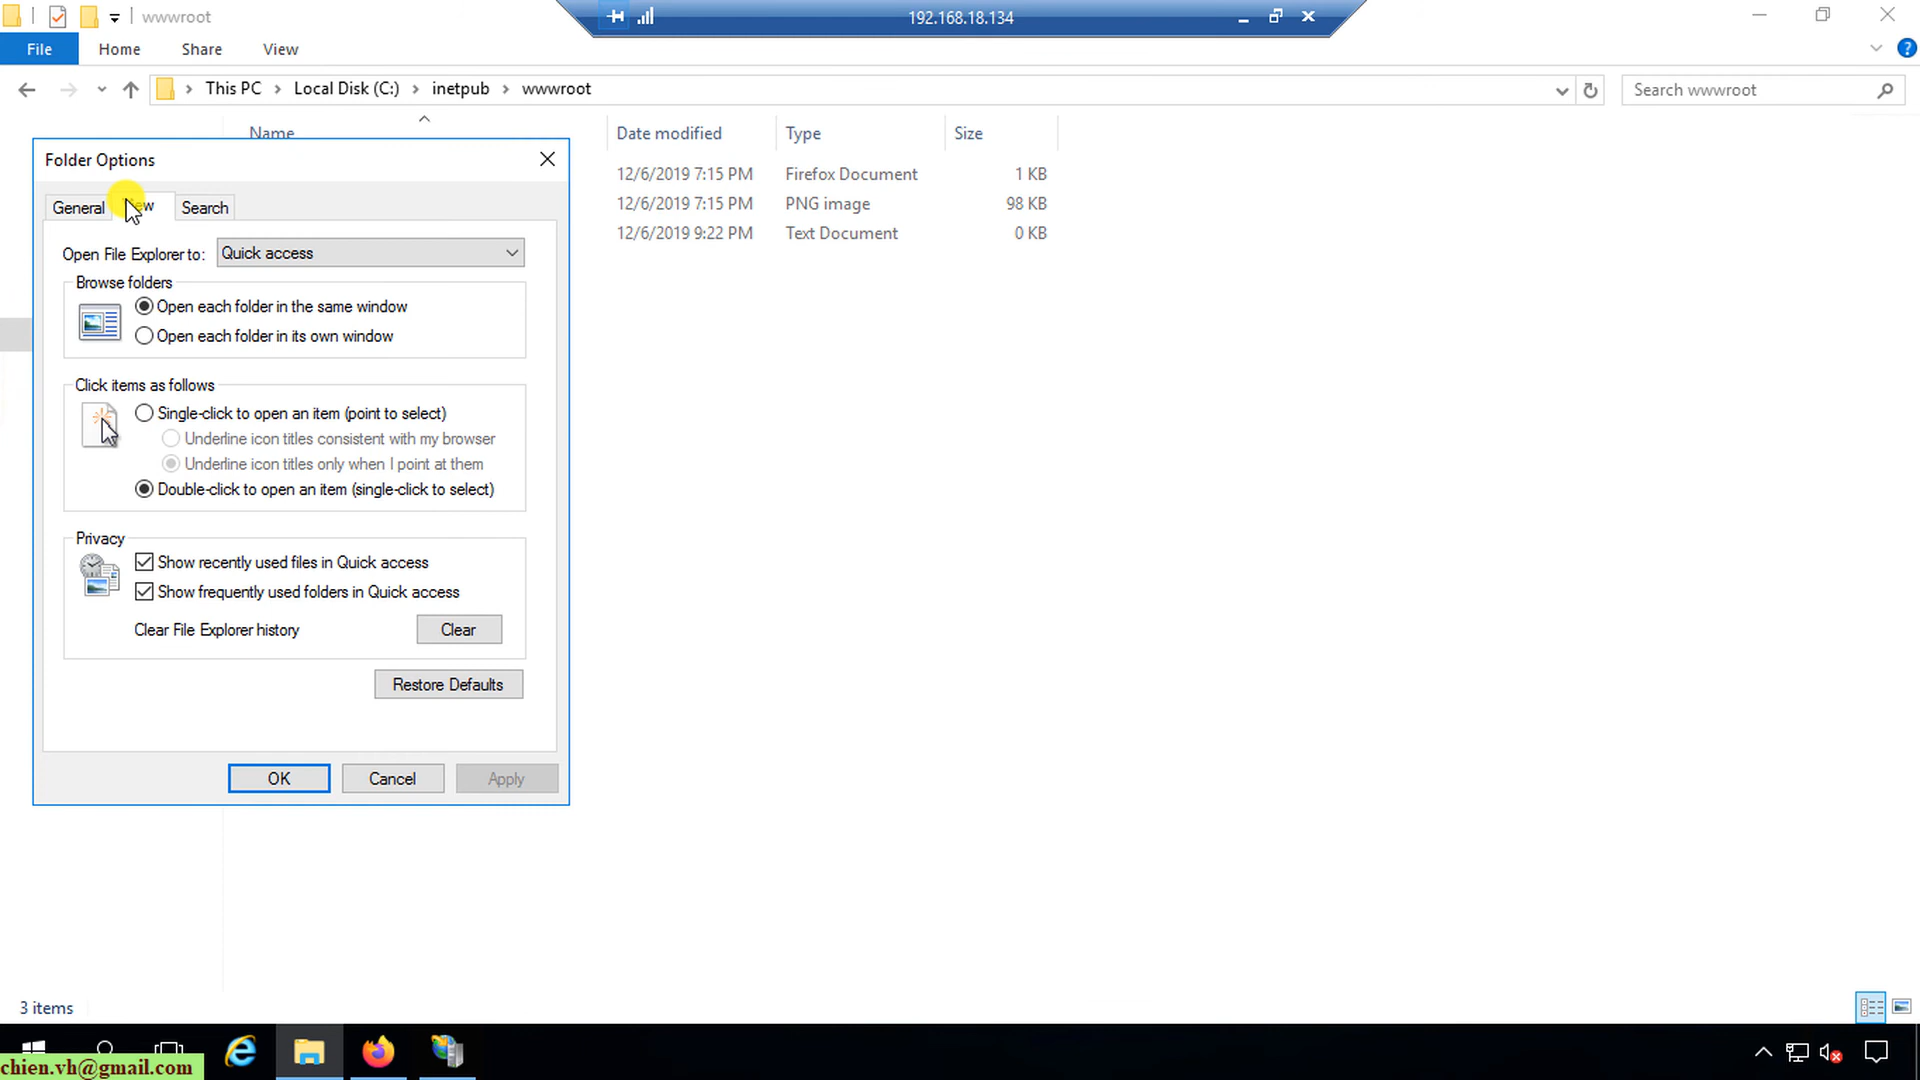 wwwroot
192.168.18.134
File Home Share View
This PC Local Disk (C:) inetpub wwwroot
Search wwwroot
Name Date modified Type Size
12/6/2019 7:15 PM Firefox Document 1 KB
12/6/2019 7:15 PM PNG image 98 KB
12/6/2019 9:22 PM Text Document 0 KB
Folder Options
General Search
Open File Explorer to: Quick access
Browse folders
Open each folder in the same window
Open each folder in its own window
Click items as follows
Single-click to open an item (point to select)
Underline icon titles consistent with my browser
Underline icon titles only when I point at them
Double-click to open an item (single-click to select)
Privacy
Show recently used files in Quick access
Show frequently used folders in Quick access
Clear File Explorer history Clear
Restore Defaults
OK Cancel Apply
3 items
chien.vh@gmail.com